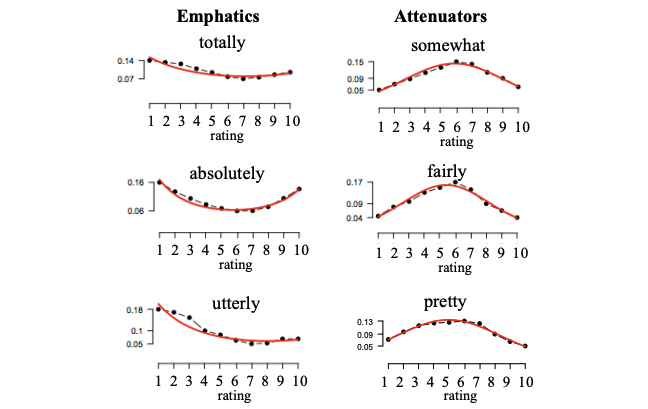 Emphatics
Attenuators
totally
0.14
0.07
1 2 3 4 5 6 7 8 9 10
rating
somewhat
0.15
0.09
0.05
1 2 3 4 5 6 7 8 9 10
rating
absolutely
0.16
0.06
1 2 3 4 5 6 7 8 9 10
rating
fairly
0.17
0.09
0.04
1 2 3 4 5 6 7 8 9 10
rating
utterly
0.18
0.1
0.05
1 2 3 4 5 6 7 8 9 10
rating
pretty
0.13
0.09
0.05
1 2 3 4 5 6 7 8 9 10
rating